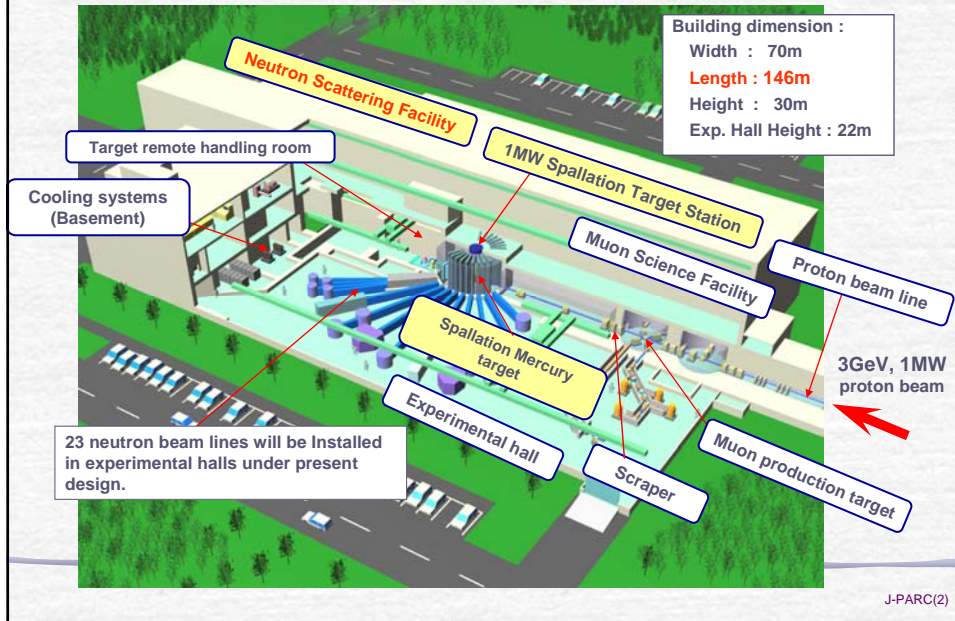 Building dimension :
Width : 70m
Length : 146m
Height : 30m
Exp. Hall Height : 22m
Neutron Scattering Facility
Target remote handling room
1MW Spallation Target Station
Cooling systems
(Basement)
Muon Science Facility
Proton beam line
Spallation Mercury
target
3GeV, 1MW
proton beam
Experimental hall
23 neutron beam lines will be Installed
in experimental halls under present
design.
Scraper
Muon production target
J-PARC(2)